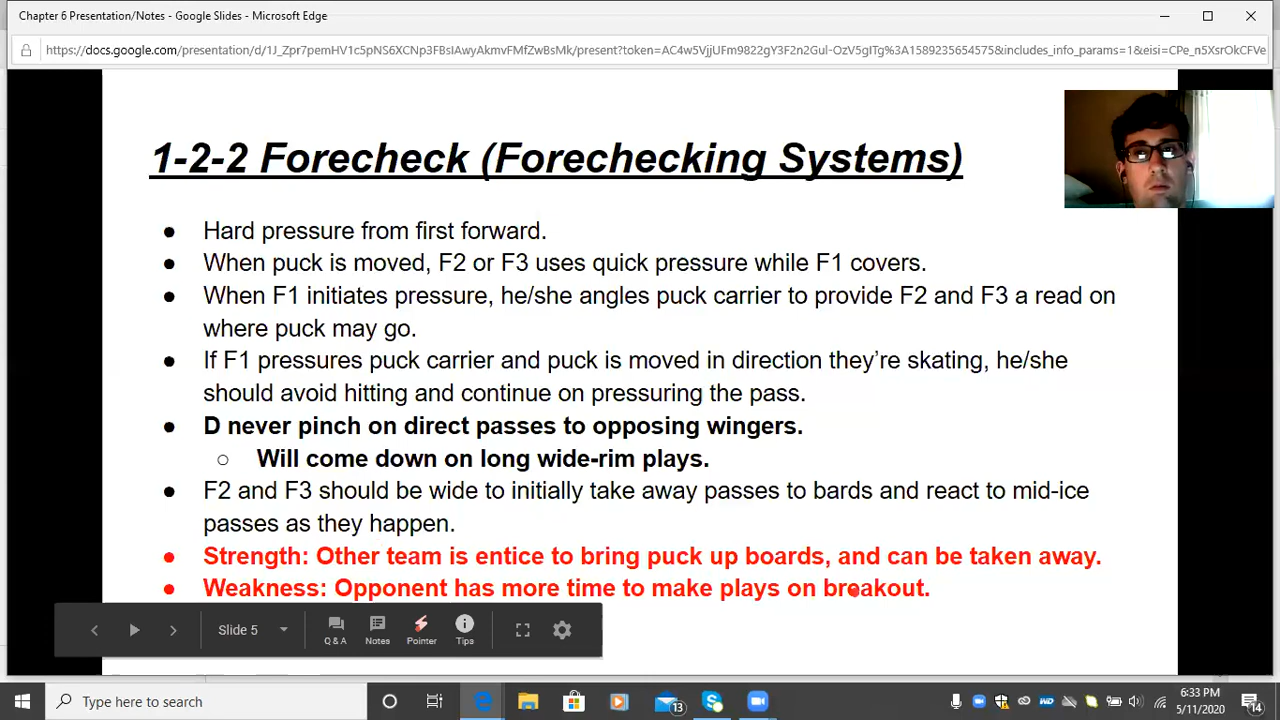 Chapter 6 Presentation/Notes - Google Slides - Microsoft Edge
1-2-2 Forecheck (Forechecking Systems)
● Hard pressure from first forward.
● When puck is moved, F2 or F3 uses quick pressure while F1 covers.
● When F1 initiates pressure, he/she angles puck carrier to provide F2 and F3 a read on
where puck may go.
● If F1 pressures puck carrier and puck is moved in direction they're skating, he/she
should avoid hitting and continue on pressuring the pass.
● D never pinch on direct passes to opposing wingers.
○ Will come down on long wide-rim plays.
● F2 and F3 should be wide to initially take away passes to bards and react to mid-ice
passes as they happen.
● Strength: Other team is entice to bring puck up boards, and can be taken away.
● Weakness: Opponent has more time to make plays on breakout.
Slide 5
Q & A Notes Pointer Tips
Type here to search
13
WD
6:33 PM
5/11/2020
14